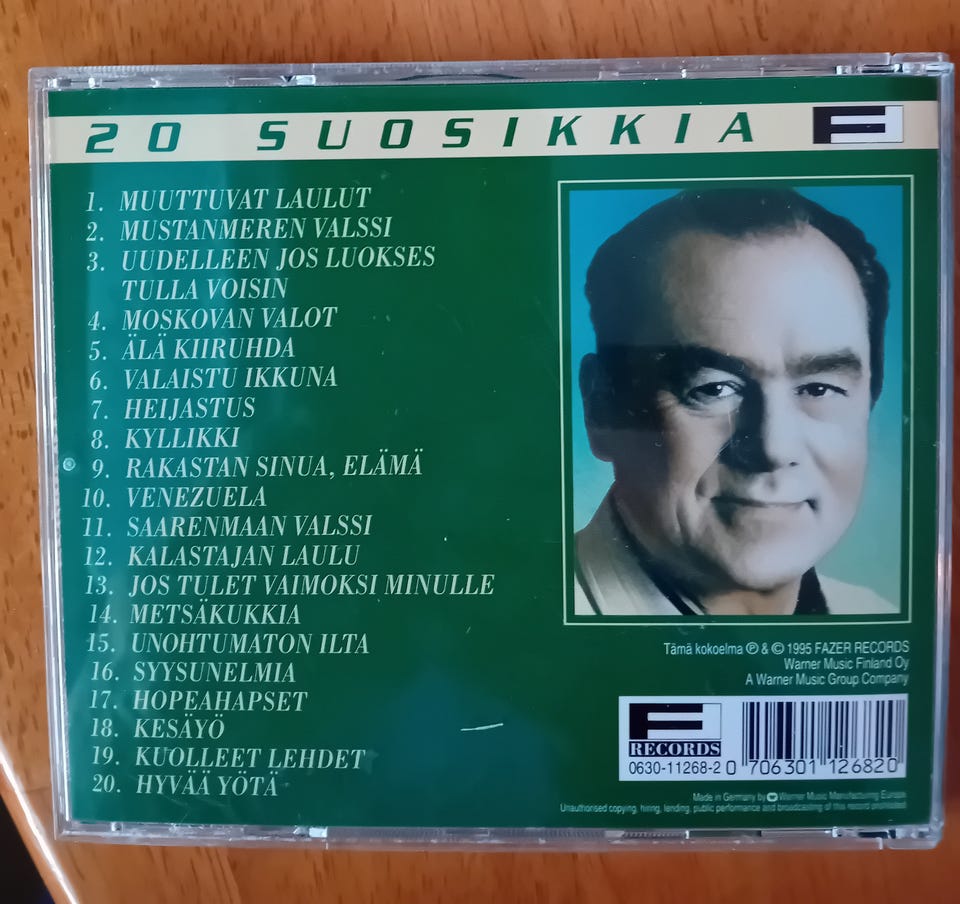 20 SUOSIKKIA F
1. MUUTTUVAT LAULUT
2. MUSTANMEREN VALSSI
3. UUDELLEEN JOS LUOKSES
TULLA VOISIN
4. MOSKOVAN VALOT
5. ÄLÄ KIIRUHDA
6. VALAISTU IKKUNA
7. HEIJASTUS
8. KYLLIKKI
9. RAKASTAN SINUA, ELÄMÄ
10. VENEZUELA
11. SAARENMAAN VALSSI
12. KALASTAJAN LAULU
13. JOS TULET VAIMOKSI MINULLE
14. METSÄKUKKIA
15. UNOHTUMATON ILTA
16. SYYSUNELMIA
17. HOPEAHAPSET
18. KESÄYÖ
19. KUOLLEET LEHDET
20. HYVÄÄ YÖTÄ
Tämä kokoelma ℗ & © 1995 FAZER RECORDS
Warner Music Finland Oy
A Warner Music Group Company
F
RECORDS
0630-11268-2
0 706301 126820
Made in Germany by Warner Music Manufacturing Europe
Unauthorised copying, hiring, lending, public performance and broadcasting of this record prohibited